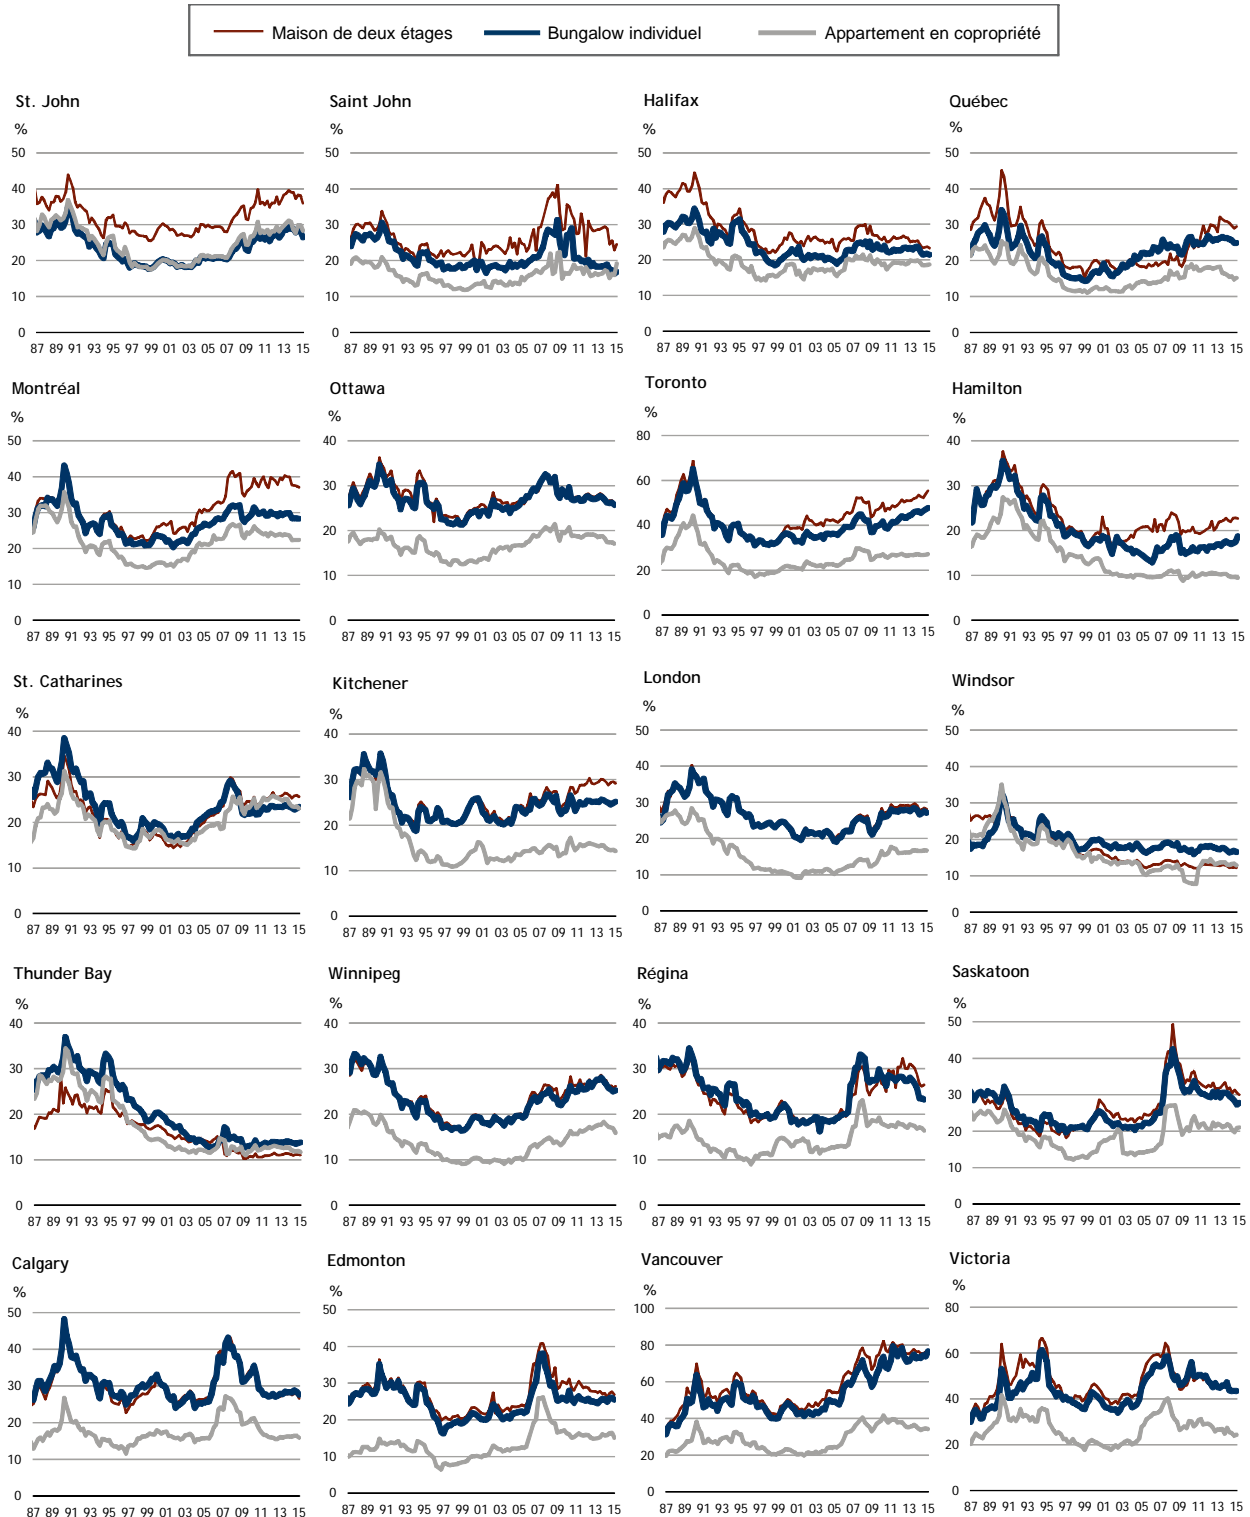 Maison de deux étages Bungalow individuel Appartement en copropriété
St. John Saint John Halifax Québec
% % % %
50 50 50 50
40 40 40 40
30 30 30 30
20 20 20 20
10 10 10 10
0 0 0 0
87 89 91 93 95 97 99 01 03 05 07 09 11 13 15 87 89 91 93 95 97 99 01 03 05 07 09 11 13 15 87 89 91 93 95 97 99 01 03 05 07 09 11 13 15 87 89 91 93 95 97 99 01 03 05 07 09 11 13 15
Montréal Ottawa Toronto Hamilton
% % % %
50 40 80 40
40 30 60 30
30 20 40 20
20 10 20 10
10 0 0 0
0
87 89 91 93 95 97 99 01 03 05 07 09 11 13 15 87 89 91 93 95 97 99 01 03 05 07 09 11 13 15 87 89 91 93 95 97 99 01 03 05 07 09 11 13 15 87 89 91 93 95 97 99 01 03 05 07 09 11 13 15
St. Catharines Kitchener London Windsor
% % % %
40 40 50 50
30 30 40 40
20 20 30 30
10 10 20 20
0 0 10 10
0 0
87 89 91 93 95 97 99 01 03 05 07 09 11 13 15 87 89 91 93 95 97 99 01 03 05 07 09 11 13 15 87 89 91 93 95 97 99 01 03 05 07 09 11 13 15 87 89 91 93 95 97 99 01 03 05 07 09 11 13 15
Thunder Bay Winnipeg Régina Saskatoon
% % % %
40 40 40 50
30 30 30 40
20 20 20 30
10 10 10 20
0 0 0 10
0
87 89 91 93 95 97 99 01 03 05 07 09 11 13 15 87 89 91 93 95 97 99 01 03 05 07 09 11 13 15 87 89 91 93 95 97 99 01 03 05 07 09 11 13 15 87 89 91 93 95 97 99 01 03 05 07 09 11 13 15
Calgary Edmonton Vancouver Victoria
% % % %
50 50 100 80
40 40 80 60
30 30 60 40
20 20 40 20
10 10 20 0
0 0 0
87 89 91 93 95 97 99 01 03 05 07 09 11 13 15 87 89 91 93 95 97 99 01 03 05 07 09 11 13 15 87 89 91 93 95 97 99 01 03 05 07 09 11 13 15 87 89 91 93 95 97 99 01 03 05 07 09 11 13 15